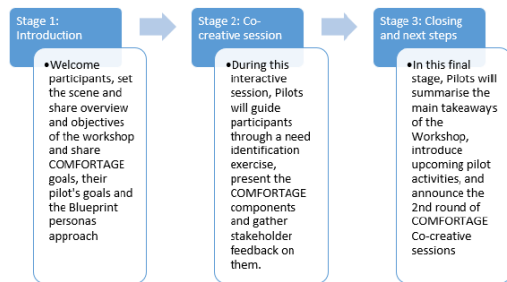 Stage 1:
Introduction
•Welcome
participants, set
the scene and
share overview
and objectives
of the workshop
and share
COMFORTAGE
goals, their
pilot's goals and
the Blueprint
personas
approach
Stage 2: Co-
creative session
•During this
interactive
session, Pilots
will guide
participants
through a need
identification
exercise,
present the
COMFORTAGE
components
and gather
stakeholder
feedback on
them.
Stage 3: Closing
and next steps
•In this final
stage, Pilots will
summarise the
main takeaways
of the
Workshop,
introduce
upcoming pilot
activities, and
announce the
2nd round of
COMFORTAGE
Co-creative
sessions